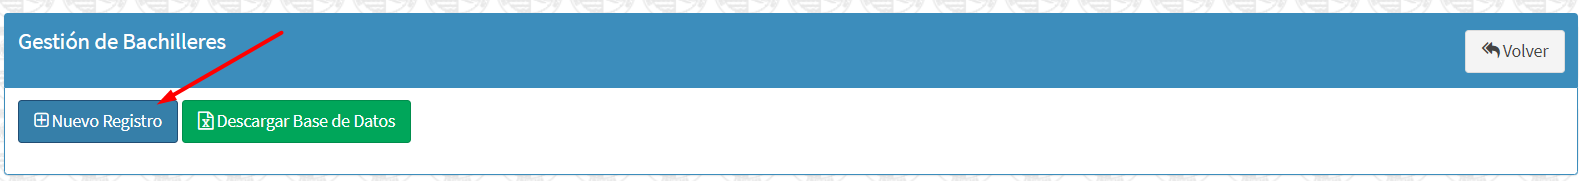 Gestión de Bachilleres
Volver
Nuevo Registro
Descargar Base de Datos